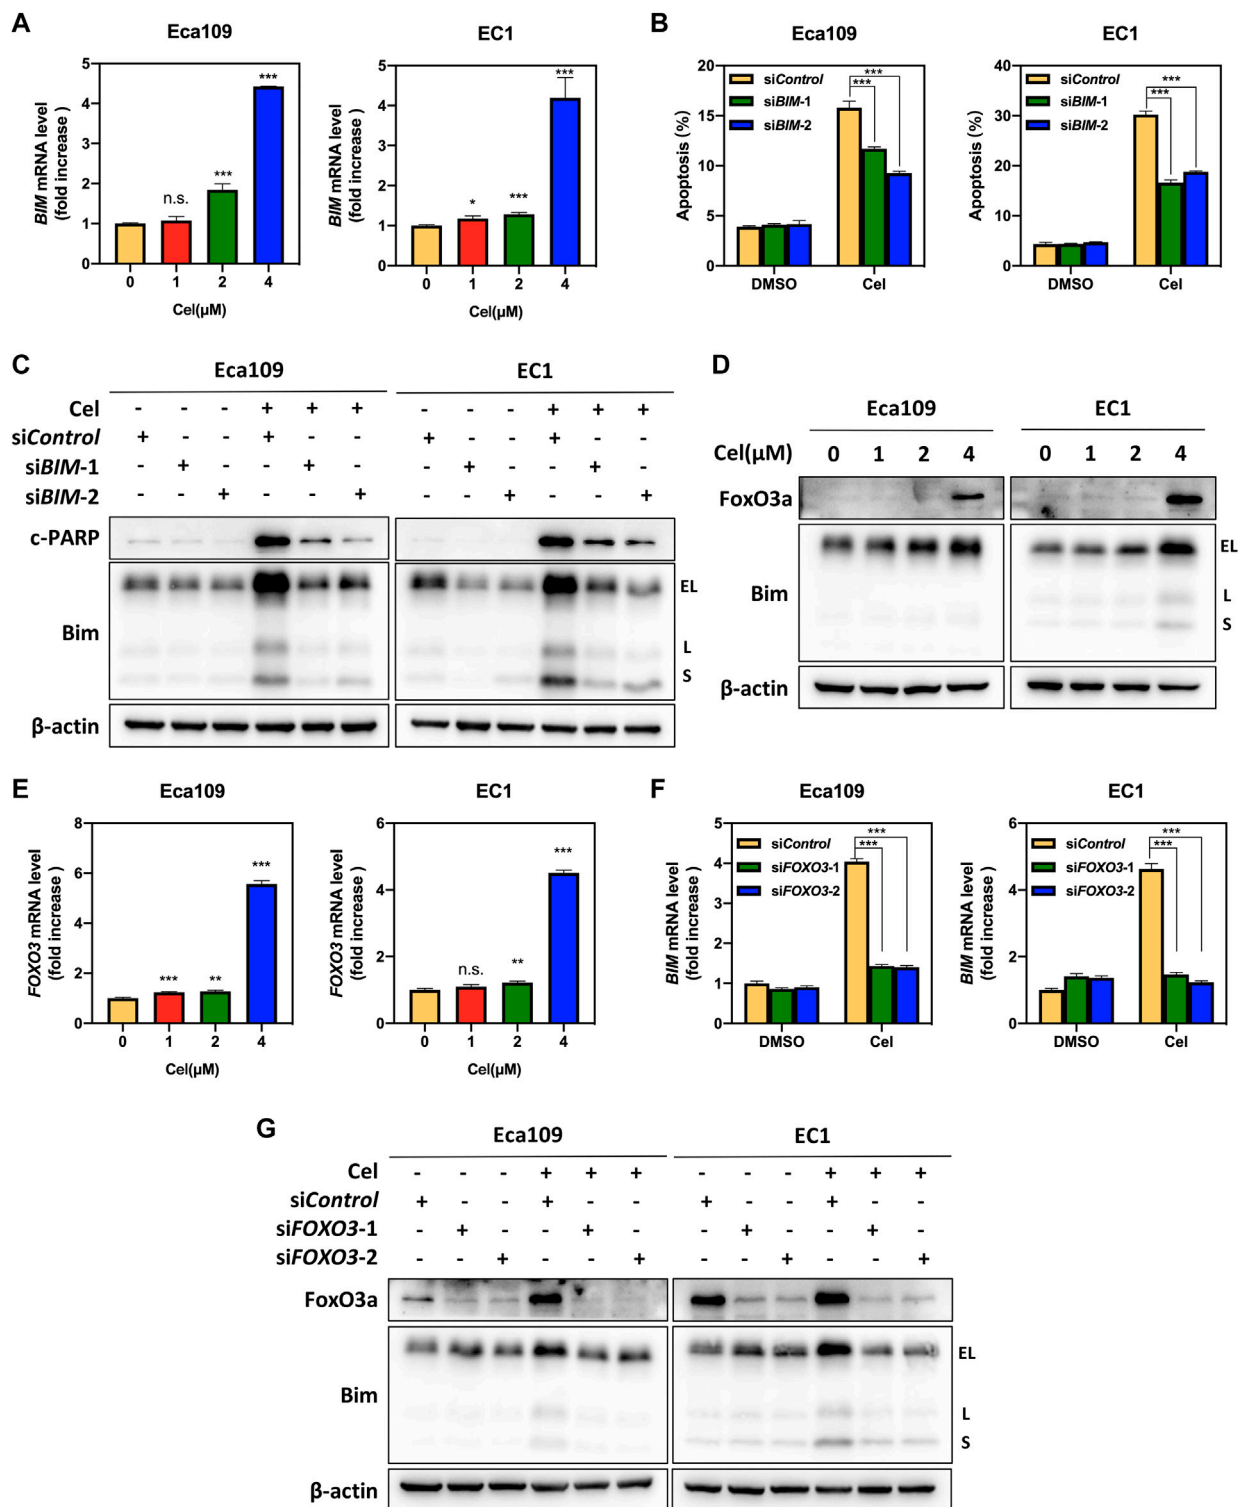 A
Eca109
BIM mRNA level
(fold increase )
5
4
3
2
1
0
n.s.
***
***
0 1 2 4
Cel(µM)
EC1
BIM mRNA level
(fold increase )
5
4
3
2
1
0
*
***
***
0 1 2 4
Cel(µM)
B
Eca109
Apoptosis (%)
20
15
10
5
0
siControl
siBIM-1
siBIM-2
***
***
DMSO Cel
EC1
Apoptosis (%)
40
30
20
10
0
siControl
siBIM-1
siBIM-2
***
***
DMSO Cel
C
Eca109 EC1
Cel - - - + + + - - - + + +
siControl + - - + - - + - - + - -
siBIM-1 - + - - + - - + - - + -
siBIM-2 - - + - - + - - + - - +
c-PARP
Bim
EL
L
S
β-actin
D
Eca109 EC1
Cel(µM) 0 1 2 4 0 1 2 4
FoxO3a
Bim
EL
L
S
β-actin
E
Eca109
FOXO3 mRNA level
(fold increase )
8
6
4
2
0
***
**
***
0 1 2 4
Cel(µM)
EC1
FOXO3 mRNA level
(fold increase )
6
4
2
0
n.s.
**
***
0 1 2 4
Cel(µM)
F
Eca109
BIM mRNA level
(fold increase )
5
4
3
2
1
0
siControl
siFOXO3-1
siFOXO3-2
***
***
DMSO Cel
EC1
BIM mRNA level
(fold increase )
6
4
2
0
siControl
siFOXO3-1
siFOXO3-2
***
***
DMSO Cel
G
Eca109 EC1
Cel - - - + + + - - - + + +
siControl + - - + - - + - - + - -
siFOXO3-1 - + - - + - - + - - + -
siFOXO3-2 - - + - - + - - + - - +
FoxO3a
Bim
EL
L
S
β-actin